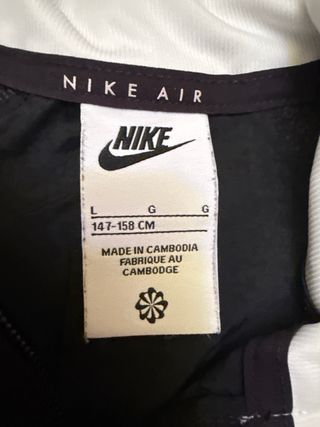 NIKE AIR
NIKE
L G G
147-158 CM
MADE IN CAMBODIA
FABRIQUE AU
CAMBODGE